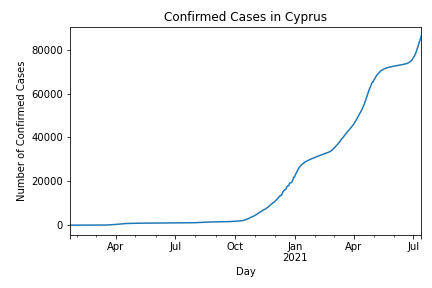 Confirmed Cases in Cyprus
80000
60000
40000
20000
0
Number of Confirmed Cases
Apr Jul Oct Jan Apr Jul
2021
Day